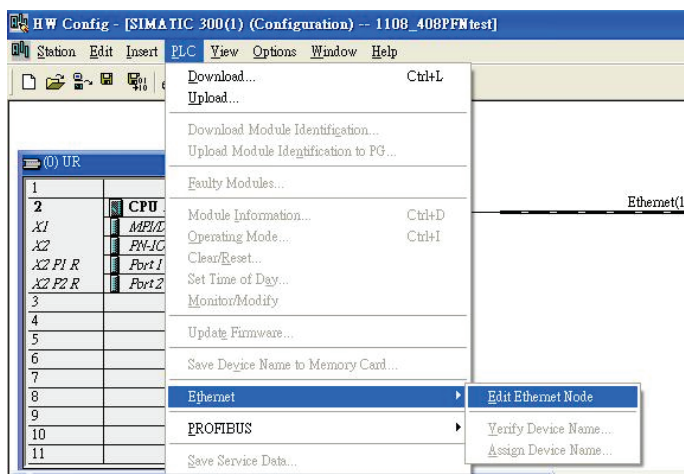 HW Config - [SIMATIC 300(1) (Configuration) -- 1108_408PFNtest]
Station Edit Insert PLC View Options Window Help
Download... Ctrl+L
Upload...
Download Module Identification...
Upload Module Identification to PG...
Faulty Modules...
Module Information... Ctrl+D
Operating Mode... Ctrl+I
Clear/Reset...
Set Time of Day...
Monitor/Modify
Update Firmware...
Save Device Name to Memory Card...
Ethernet
PROFIBUS
Save Service Data...
Edit Ethernet Node
Verify Device Name...
Assign Device Name...
(0) UR
1
2 CPU
X1 MPI/D
X2 PN-IO
X2 P1 R Port 1
X2 P2 R Port 2
3
4
5
6
7
8
9
10
11
Ethernet(1